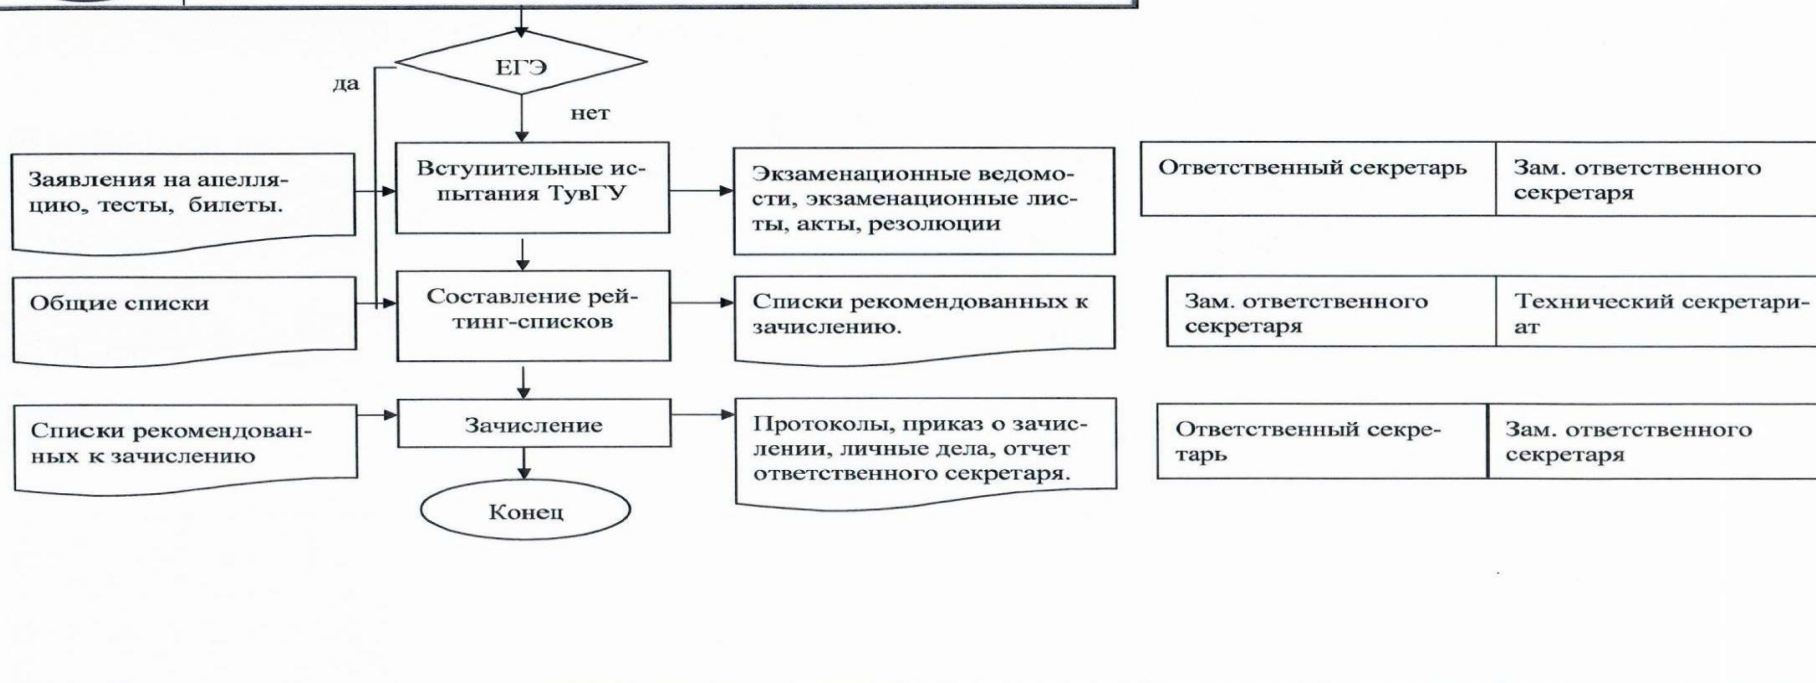 ЕГЭ
да
нет
Заявления на апелля-
цию, тесты, билеты.
Вступительные ис-
пытания ТувГУ
Экзаменационные ведомо-
сти, экзаменационные лис-
ты, акты, резолюции
Ответственный секретарь
Зам. ответственного
секретаря
Общие списки
Составление рей-
тинг-списков
Списки рекомендованных к
зачислению.
Зам. ответственного
секретаря
Технический секретари-
ат
Списки рекомендован-
ных к зачислению
Зачисление
Протоколы, приказ о зачис-
лении, личные дела, отчет
ответственного секретаря.
Ответственный секре-
тарь
Зам. ответственного
секретаря
Конец